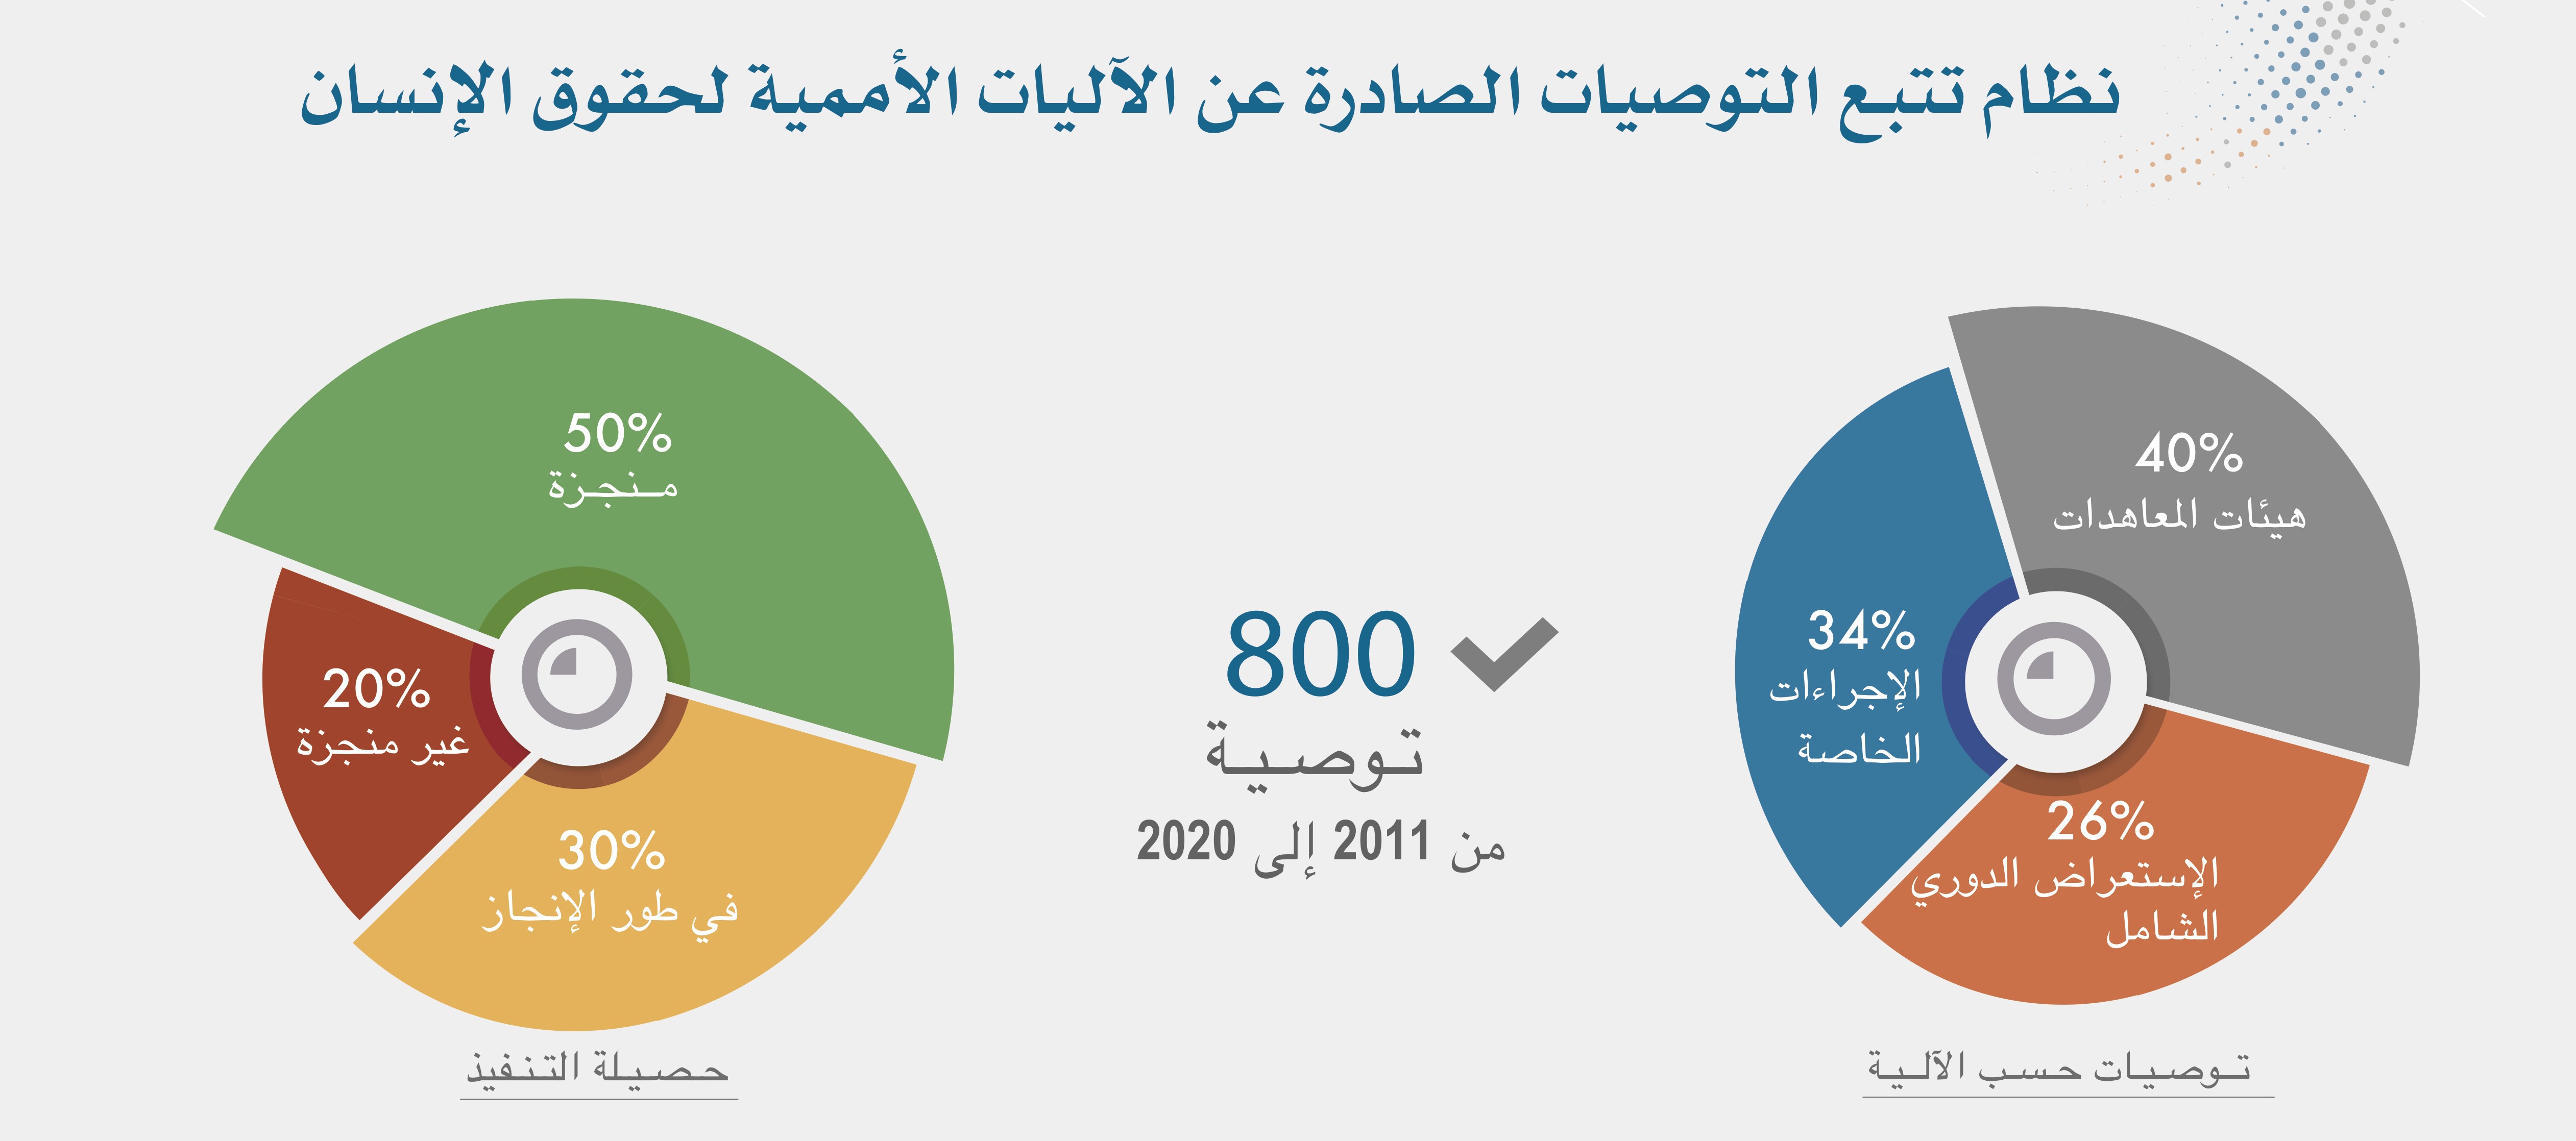 نظام تتبع التوصيات الصادرة عن الآليات الأممية لحقوق الإنسان
40%
هيئات المعاهدات
34%
الإجراءات
الخاصة
26%
الإستعراض الدوري
الشامل
توصيات حسب الآلية
800
توصية
من 2011 إلى 2020
50%
منجزة
20%
غير منجزة
30%
في طور الإنجاز
حصيلة التنفيذ